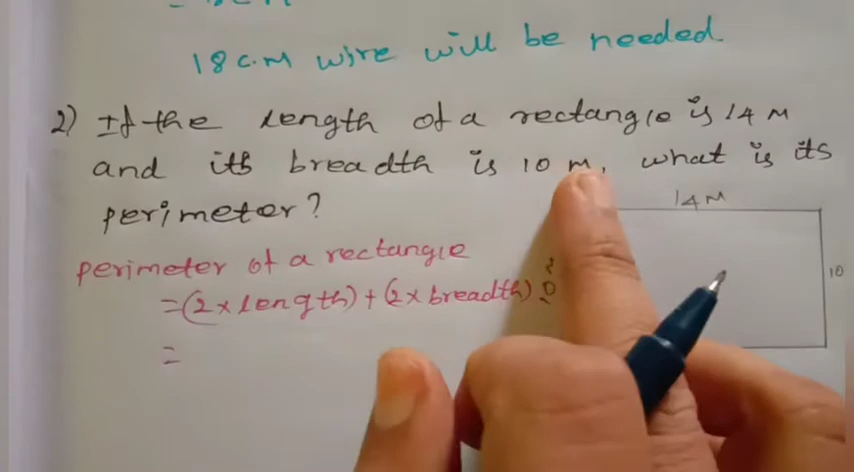 18 c.m wire will be needed.
2) If the length of a rectangle is 14 m
and its breadth is 10 m, what is its
perimeter?
14 m
10
perimeter of a rectangle
=(2 × length) + (2 × breadth)
=